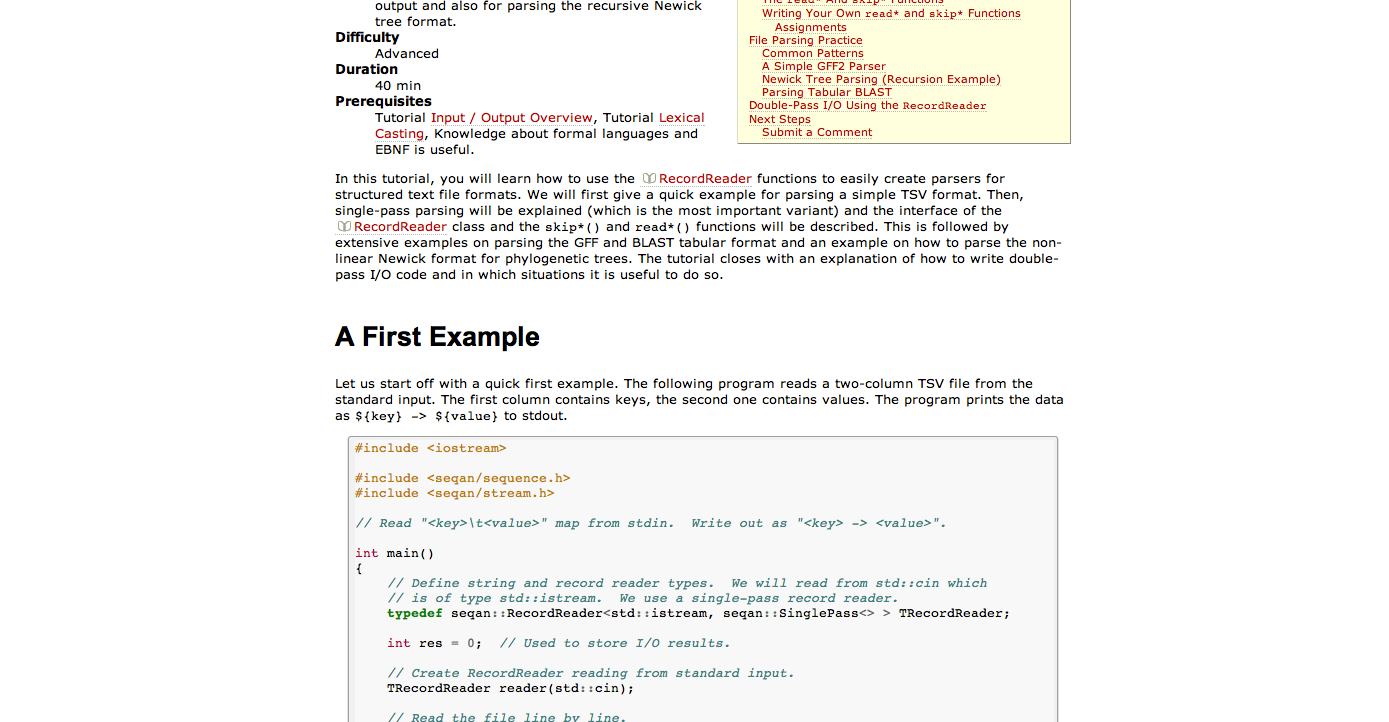 output and also for parsing the recursive Newick
tree format.
Difficulty
Advanced
Duration
40 min
Prerequisites
Tutorial Input / Output Overview, Tutorial Lexical
Casting, Knowledge about formal languages and
EBNF is useful.
The read* And skip* Functions
Writing Your Own read* and skip* Functions
Assignments
File Parsing Practice
Common Patterns
A Simple GFF2 Parser
Newick Tree Parsing (Recursion Example)
Parsing Tabular BLAST
Double-Pass I/O Using the RecordReader
Next Steps
Submit a Comment
In this tutorial, you will learn how to use the RecordReader functions to easily create parsers for
structured text file formats. We will first give a quick example for parsing a simple TSV format. Then,
single-pass parsing will be explained (which is the most important variant) and the interface of the
RecordReader class and the skip*() and read*() functions will be described. This is followed by
extensive examples on parsing the GFF and BLAST tabular format and an example on how to parse the non-
linear Newick format for phylogenetic trees. The tutorial closes with an explanation of how to write double-
pass I/O code and in which situations it is useful to do so.
A First Example
Let us start off with a quick first example. The following program reads a two-column TSV file from the
standard input. The first column contains keys, the second one contains values. The program prints the data
as ${key} -> ${value} to stdout.
#include <iostream>
#include <seqan/sequence.h>
#include <seqan/stream.h>
// Read "<key>\t<value>" map from stdin.  Write out as "<key> -> <value>".
int main()
{
    // Define string and record reader types.  We will read from std::cin which
    // is of type std::istream.  We use a single-pass record reader.
    typedef seqan::RecordReader<std::istream, seqan::SinglePass<> > TRecordReader;
    int res = 0;  // Used to store I/O results.
    // Create RecordReader reading from standard input.
    TRecordReader reader(std::cin);
    // Read the file line by line.